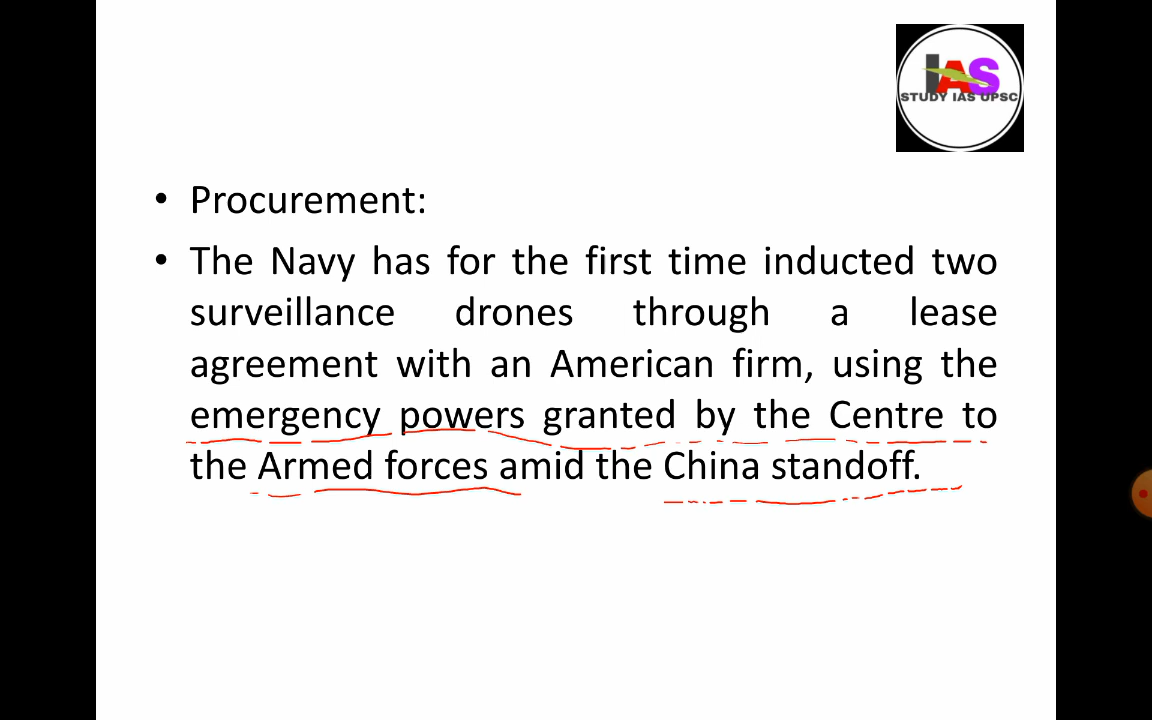 IAS
STUDY IAS UPSC
• Procurement:
• The Navy has for the first time inducted two
surveillance drones through a lease
agreement with an American firm, using the
emergency powers granted by the Centre to
the Armed forces amid the China standoff.